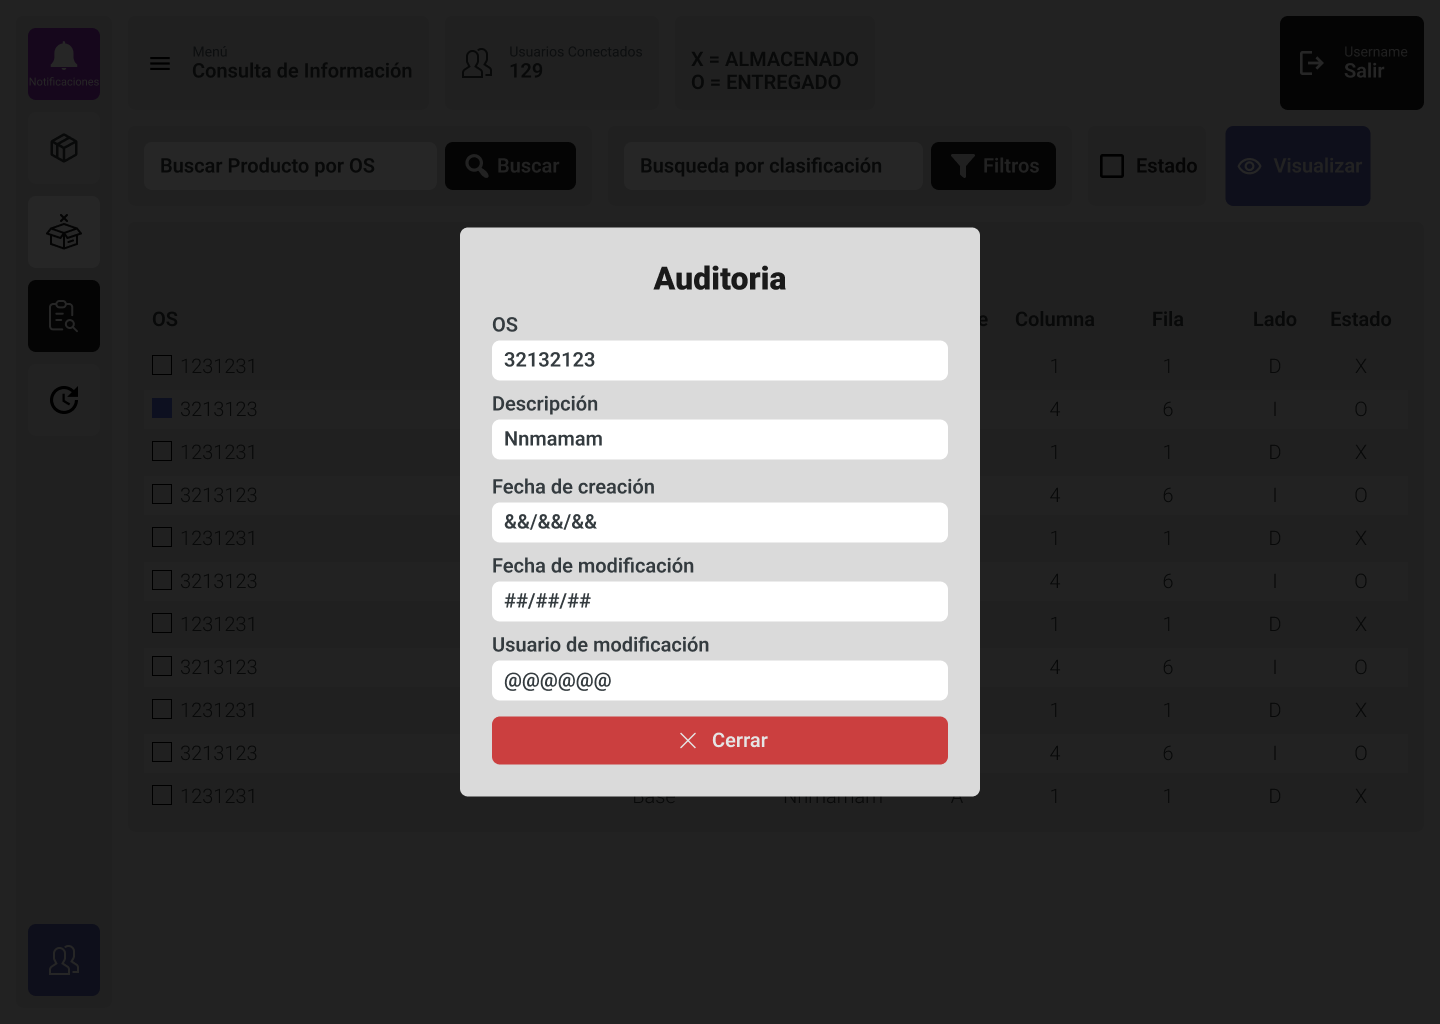 Notificaciones
Menú
Consulta de Información
Usuarios Conectados
129
X = ALMACENADO
O = ENTREGADO
Username
Salir
Buscar Producto por OS
Buscar
Busqueda por clasificación
Filtros
Estado
Visualizar
Auditoria
OS
32132123
Descripción
Nnmamam
Fecha de creación
&&/&&/&&
Fecha de modificación
##/##/##
Usuario de modificación
@@@@@@
Cerrar
OS e Columna Fila Lado Estado
1231231 1 1 D X
3213123 4 6 I O
1231231 1 1 D X
3213123 4 6 I O
1231231 1 1 D X
3213123 4 6 I O
1231231 1 1 D X
3213123 4 6 I O
1231231 1 1 D X
3213123 4 6 I O
1231231 Base Nnmamam A 1 1 D X